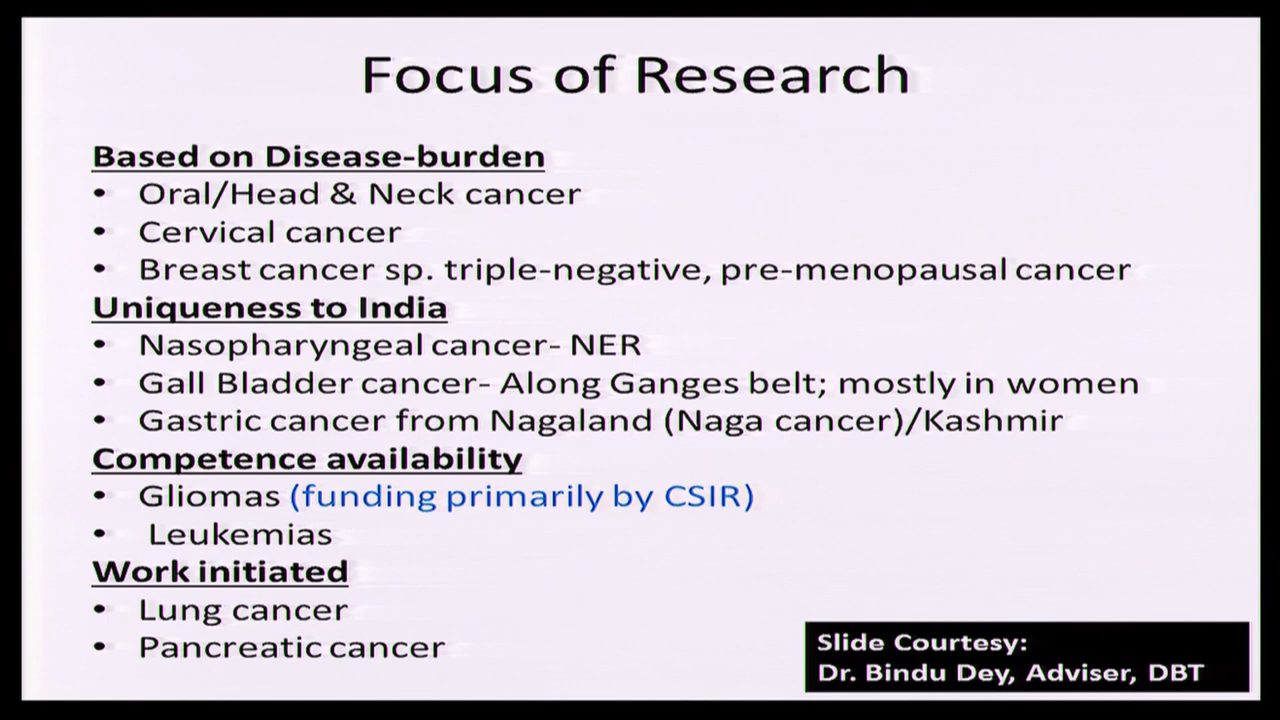 Focus of Research
Based on Disease-burden
• Oral/Head & Neck cancer
• Cervical cancer
• Breast cancer sp. triple-negative, pre-menopausal cancer
Uniqueness to India
• Nasopharyngeal cancer- NER
• Gall Bladder cancer- Along Ganges belt; mostly in women
• Gastric cancer from Nagaland (Naga cancer)/Kashmir
Competence availability
• Gliomas (funding primarily by CSIR)
• Leukemias
Work initiated
• Lung cancer
• Pancreatic cancer
Slide Courtesy:
Dr. Bindu Dey, Adviser, DBT